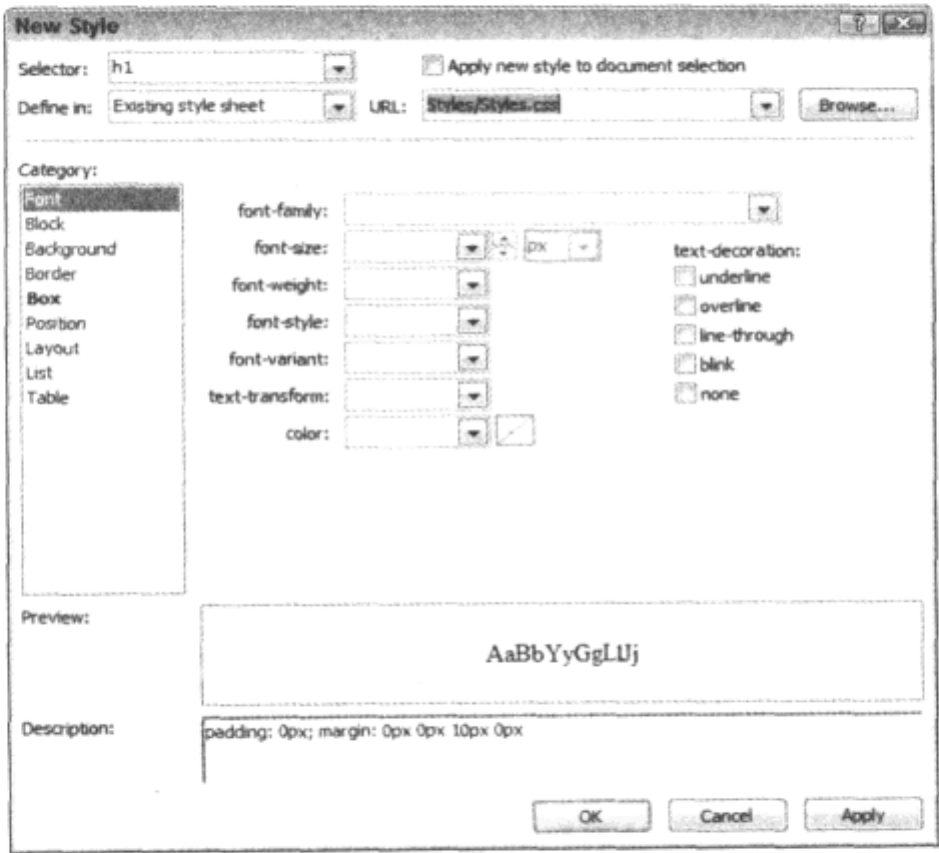 New Style
Selector: h1 Apply new style to document selection
Define in: Existing style sheet URL: Styles/Styles.css Browse...
Category:
Font
Block
Background
Border
Box
Position
Layout
List
Table
font-family:
font-size: px
font-weight:
font-style:
font-variant:
text-transform:
color:
text-decoration:
underline
overline
line-through
blink
none
Preview:
AaBbYyGgLlJj
Description:
padding: 0px; margin: 0px 0px 10px 0px
OK Cancel Apply